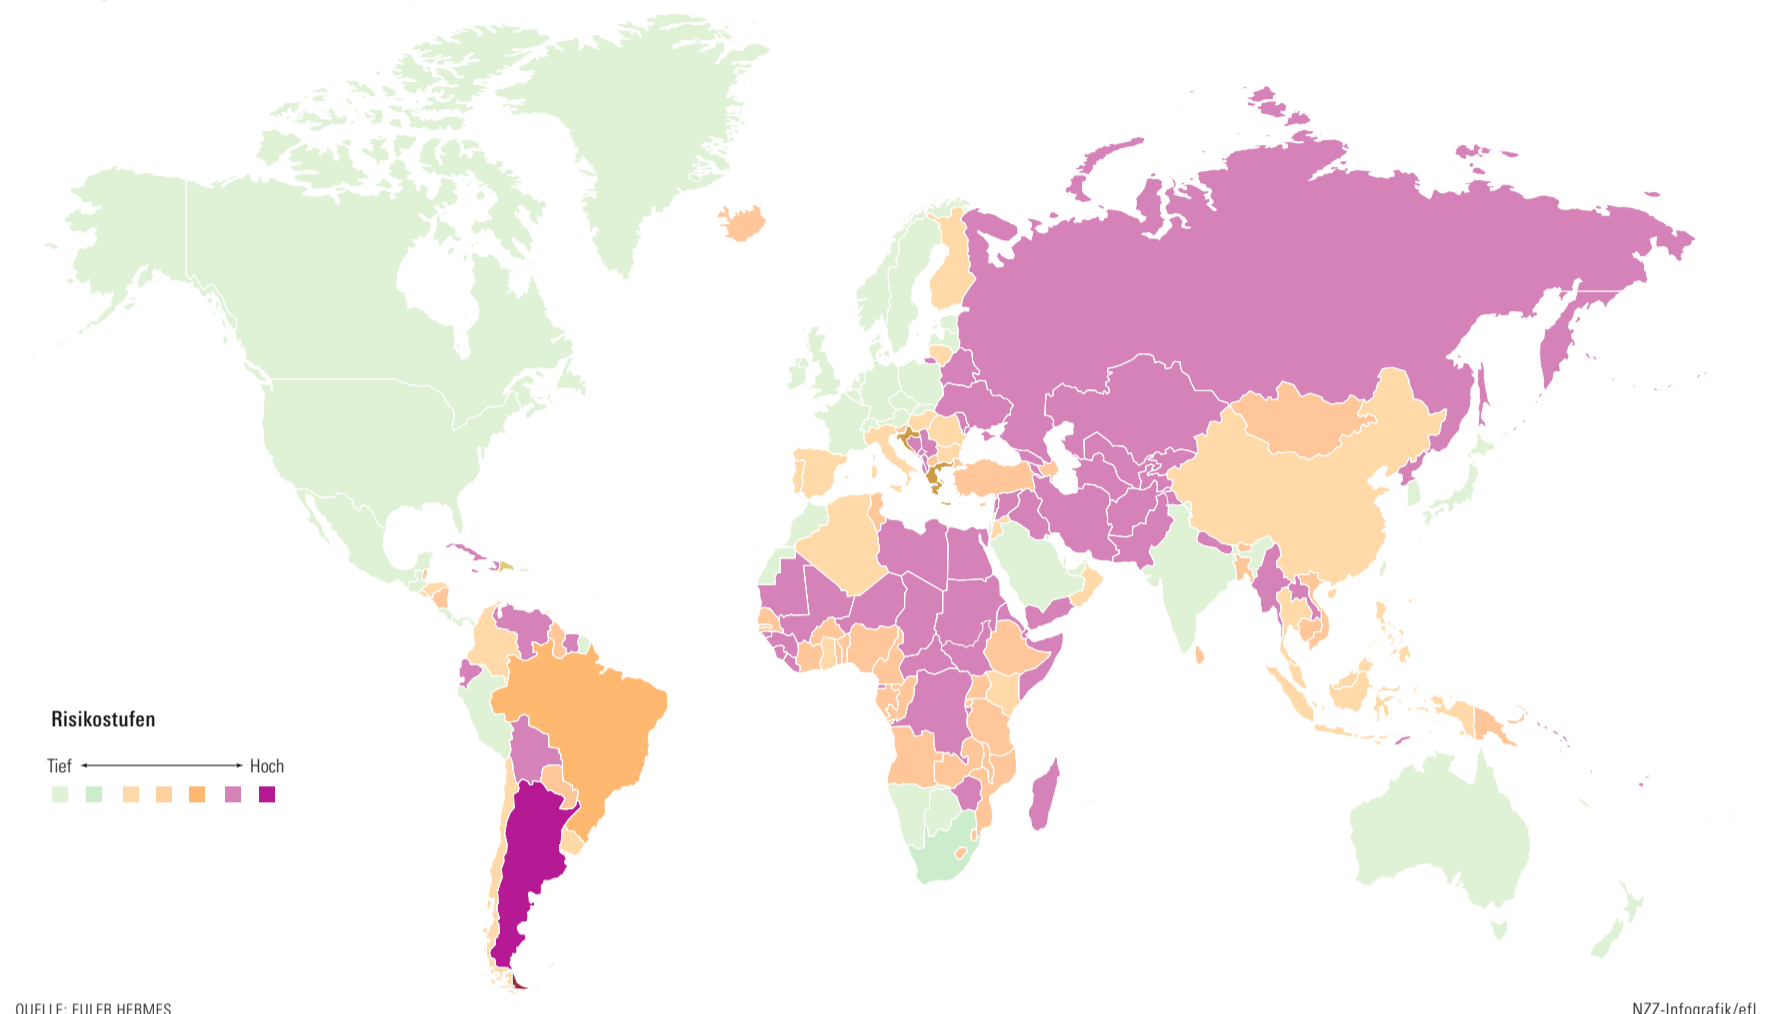 Risikostufen
Tief Hoch
QUELLE: EULER HERMES
NZZ-Infografik/efl.